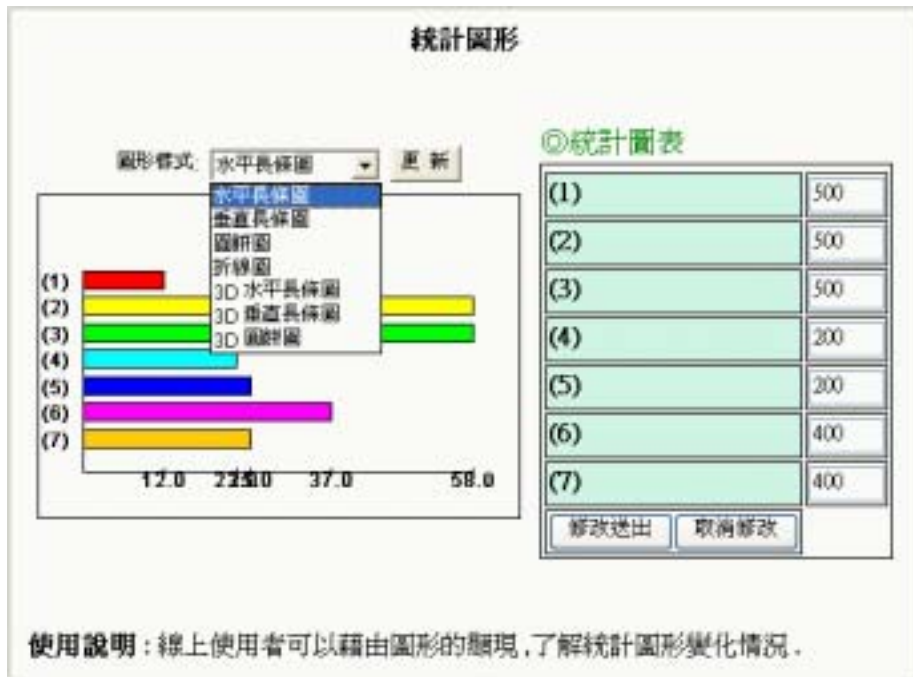 統計圖形
圖形樣式: 水平長條圖 更 新
水平長條圖
垂直長條圖
圓餅圖
折線圖
3D 水平長條圖
3D 垂直長條圖
3D 圓餅圖
(1)
(2)
(3)
(4)
(5)
(6)
(7)
12.0 37.0 58.0
◎統計圖表
(1) 500
(2) 500
(3) 500
(4) 200
(5) 200
(6) 400
(7) 400
修改送出 取消修改
使用說明:線上使用者可以藉由圖形的顯現,了解統計圖形變化情況.